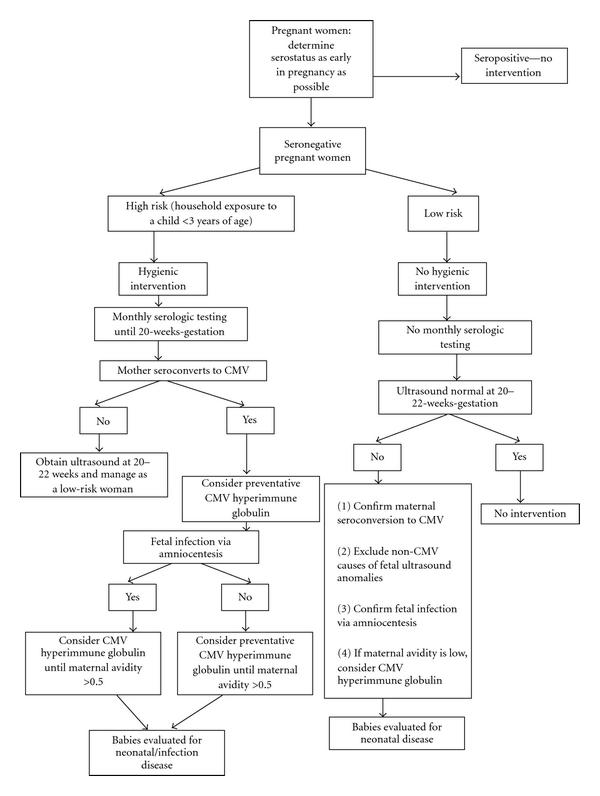 Pregnant women:
determine
serostatus as early
in pregnancy as
possible
Seropositive—no
intervention
Seronegative
pregnant women
High risk (household exposure to
a child <3 years of age)
Low risk
Hygienic
intervention
No hygienic
intervention
Monthly serologic testing
until 20-weeks-gestation
No monthly serologic
testing
Mother seroconverts to CMV
Ultrasound normal at 20–
22-weeks-gestation
No
Yes
No
Yes
Obtain ultrasound at 20–
22 weeks and manage as
a low-risk woman
Consider preventative
CMV hyperimmune
globulin
No intervention
(1) Confirm maternal
seroconversion to CMV
(2) Exclude non-CMV
causes of fetal ultrasound
anomalies
(3) Confirm fetal infection
via amniocentesis
(4) If maternal avidity is low,
consider CMV
hyperimmune globulin
Fetal infection via
amniocentesis
Yes
No
Consider CMV
hyperimmune globulin
until maternal avidity
>0.5
Consider preventative
CMV hyperimmune
globulin until maternal
avidity >0.5
Babies evaluated for
neonatal disease
Babies evaluated for
neonatal/infection
disease